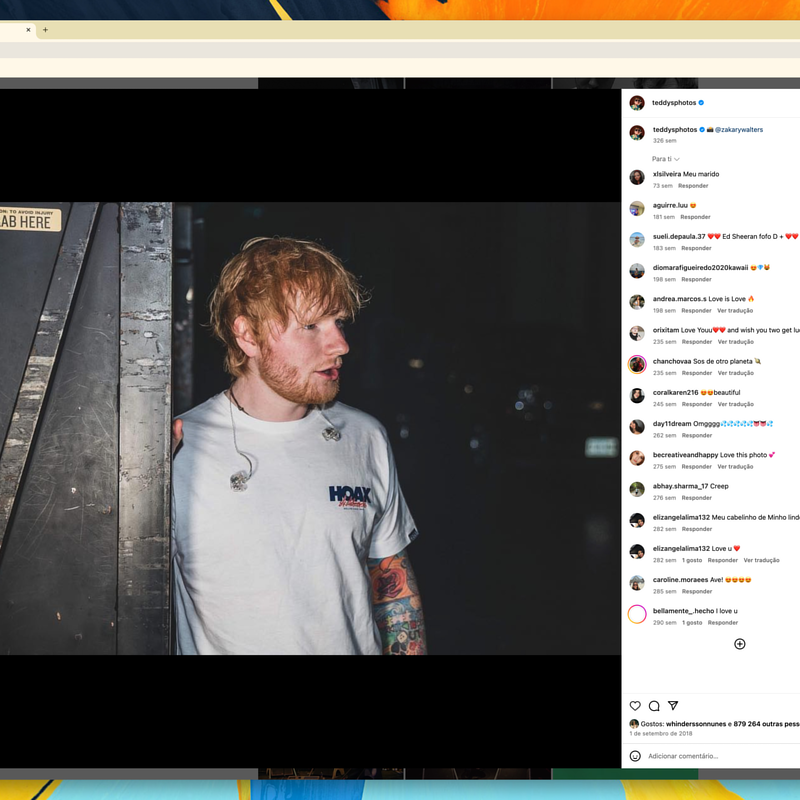 TO AVOID INJURY
AB HERE
HOAX
teddysphotos
teddysphotos @zakarywalters
326 sem
Para ti
xlsilveira Meu marido
73 sem Responder
aguirre.luu 😍
181 sem Responder
sueli.depaula.37 ❤️❤️ Ed Sheeran fofo D + ❤️❤️
183 sem Responder
diomarafigueiredo2020kawaii 😍💎😻
198 sem Responder
andrea.marcos.s Love is Love 🔥
198 sem Responder Ver tradução
orixitam Love Youu❤️❤️ and wish you two get
235 sem Responder Ver tradução
chanchovaa Sos de otro planeta
235 sem Responder Ver tradução
coralkaren216 😍😍beautiful
245 sem Responder Ver tradução
day11dream Omgggg💦💦💦💦💦👅👅💦
262 sem Responder
becreativeandhappy Love this photo 💕
275 sem Responder Ver tradução
abhay.sharma_17 Creep
276 sem Responder
elizangelalima132 Meu cabelinho de Minho
282 sem Responder
elizangelalima132 Love u ❤️
282 sem 1 gosto Responder Ver tradução
caroline.moraees Ave! 😍😍😍😍
285 sem Responder
bellamente_.hecho I love u
290 sem 1 gosto Responder
Gostos: whinderssonnunes e 879 264 outras
1 de setembro de 2018
Adicionar comentário...